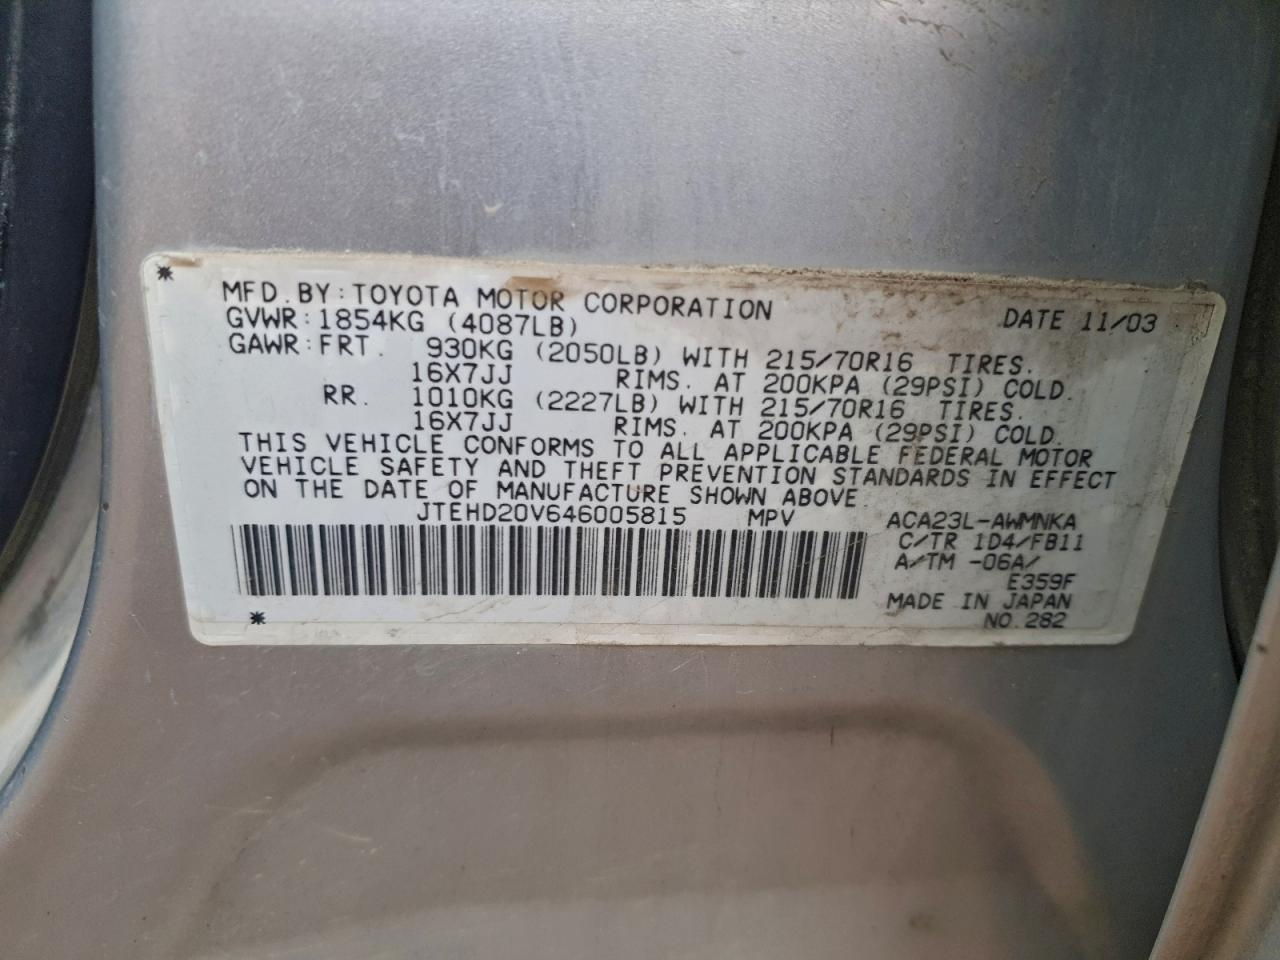 MFD. BY: TOYOTA MOTOR CORPORATION DATE 11/03
GVWR: 1854KG (4087LB)
GAWR: FRT. 930KG (2050LB) WITH 215/70R16 TIRES.
16X7JJ RIMS. AT 200KPA (29PSI) COLD.
RR. 1010KG (2227LB) WITH 215/70R16 TIRES.
16X7JJ RIMS. AT 200KPA (29PSI) COLD.
THIS VEHICLE CONFORMS TO ALL APPLICABLE FEDERAL MOTOR
VEHICLE SAFETY AND THEFT PREVENTION STANDARDS IN EFFECT
ON THE DATE OF MANUFACTURE SHOWN ABOVE.
JTEHD20V646005815 MPV ACA23L-AWMNKA
C/TR 1D4/FB11
A/TM -06A/
E359F
MADE IN JAPAN
NO. 282